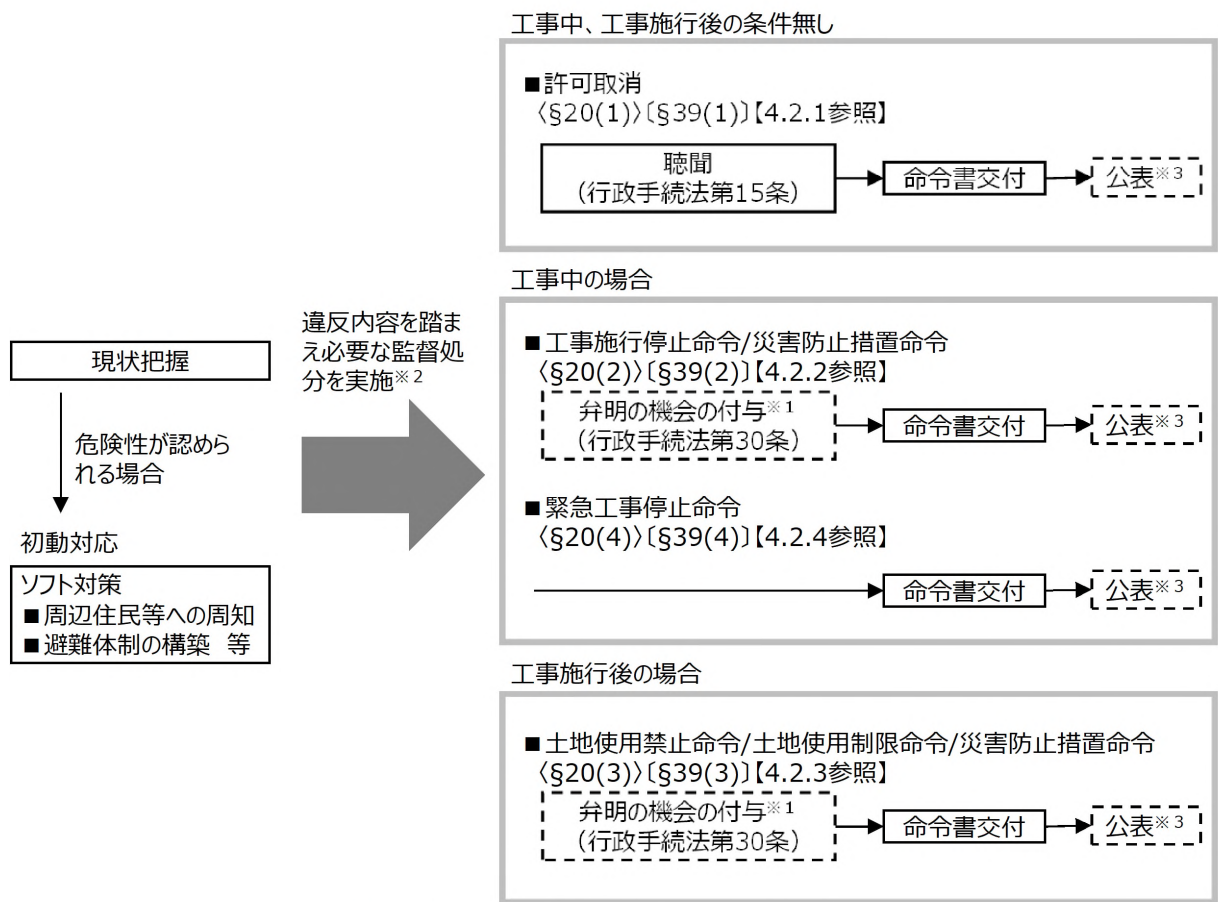 現状把握
危険性が認めら
れる場合
初動対応
ソフト対策
■周辺住民等への周知
■避難体制の構築 等
違反内容を踏ま
え必要な監督処
分を実施※2
工事中、工事施行後の条件無し
■許可取消
〈§20(1)〉〔§39(1)〕【4.2.1参照】
聴聞
（行政手続法第15条）
命令書交付
公表※3
工事中の場合
■工事施行停止命令/災害防止措置命令
〈§20(2)〉〔§39(2)〕【4.2.2参照】
弁明の機会の付与※1
（行政手続法第30条）
命令書交付
公表※3
■緊急工事停止命令
〈§20(4)〉〔§39(4)〕【4.2.4参照】
命令書交付
公表※3
工事施行後の場合
■土地使用禁止命令/土地使用制限命令/災害防止措置命令
〈§20(3)〉〔§39(3)〕【4.2.3参照】
弁明の機会の付与※1
（行政手続法第30条）
命令書交付
公表※3